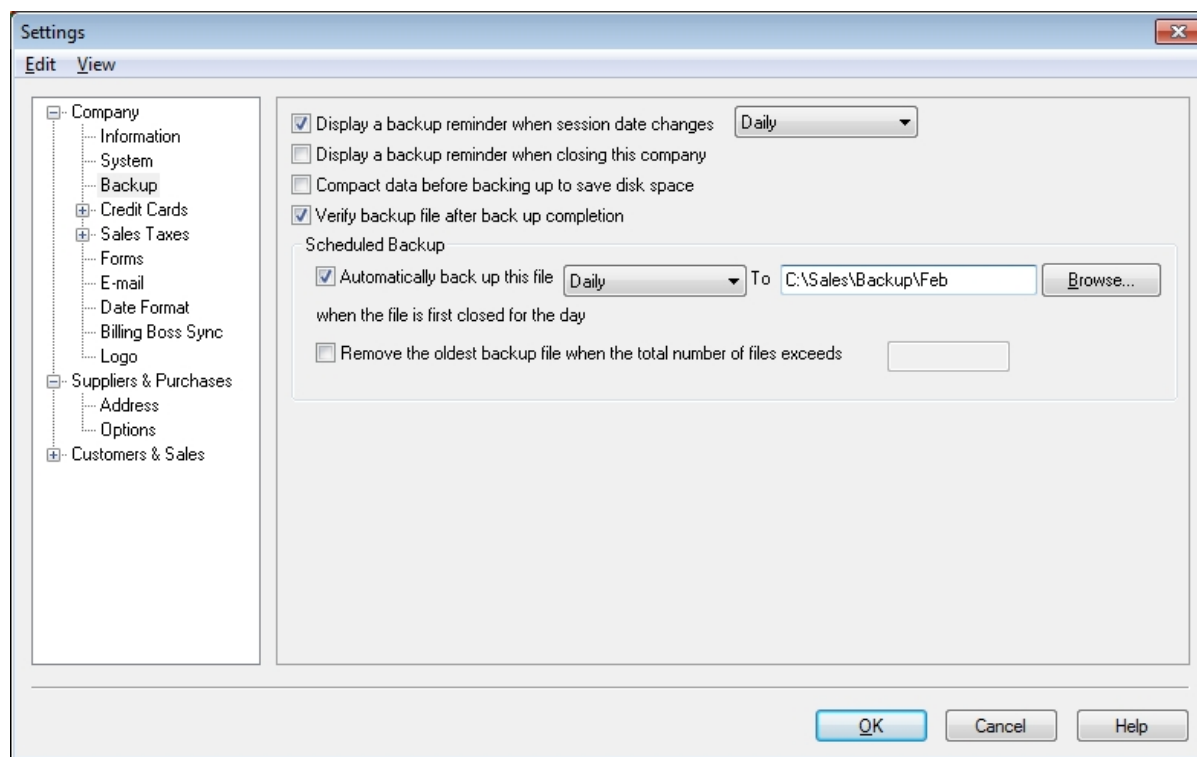 Settings
Edit View
Company
Information
System
Backup
Credit Cards
Sales Taxes
Forms
E-mail
Date Format
Billing Boss Sync
Logo
Suppliers & Purchases
Address
Options
Customers & Sales
Display a backup reminder when session date changes Daily
Display a backup reminder when closing this company
Compact data before backing up to save disk space
Verify backup file after back up completion
Scheduled Backup
Automatically back up this file Daily To C:\Sales\Backup\Feb Browse...
when the file is first closed for the day
Remove the oldest backup file when the total number of files exceeds
OK Cancel Help